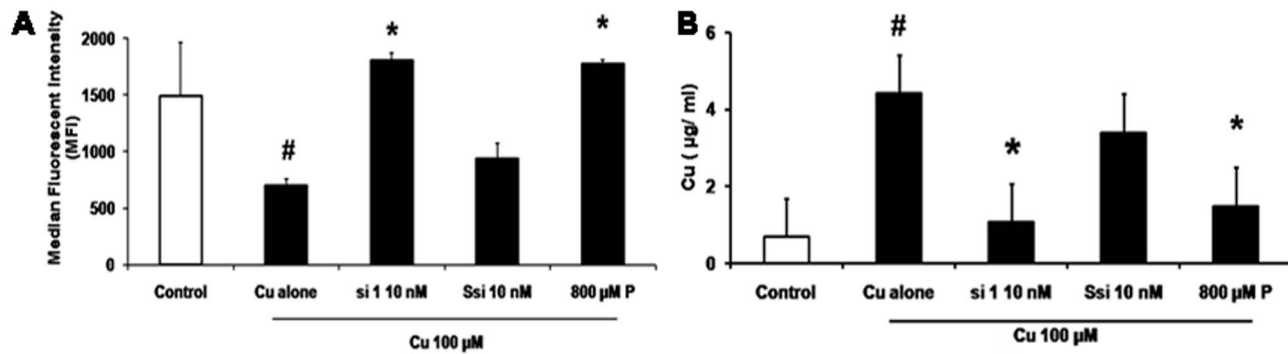 A
Median Fluorescent Intensity
(MFI)
2000
1500
1000
500
0
#
*
*
Control Cu alone si 1 10 nM Ssi 10 nM 800 µM P
Cu 100 µM
B
Cu ( µg/ ml)
6
4
2
0
#
*
*
Control Cu alone si 1 10 nM Ssi 10 nM 800 µM P
Cu 100 µM